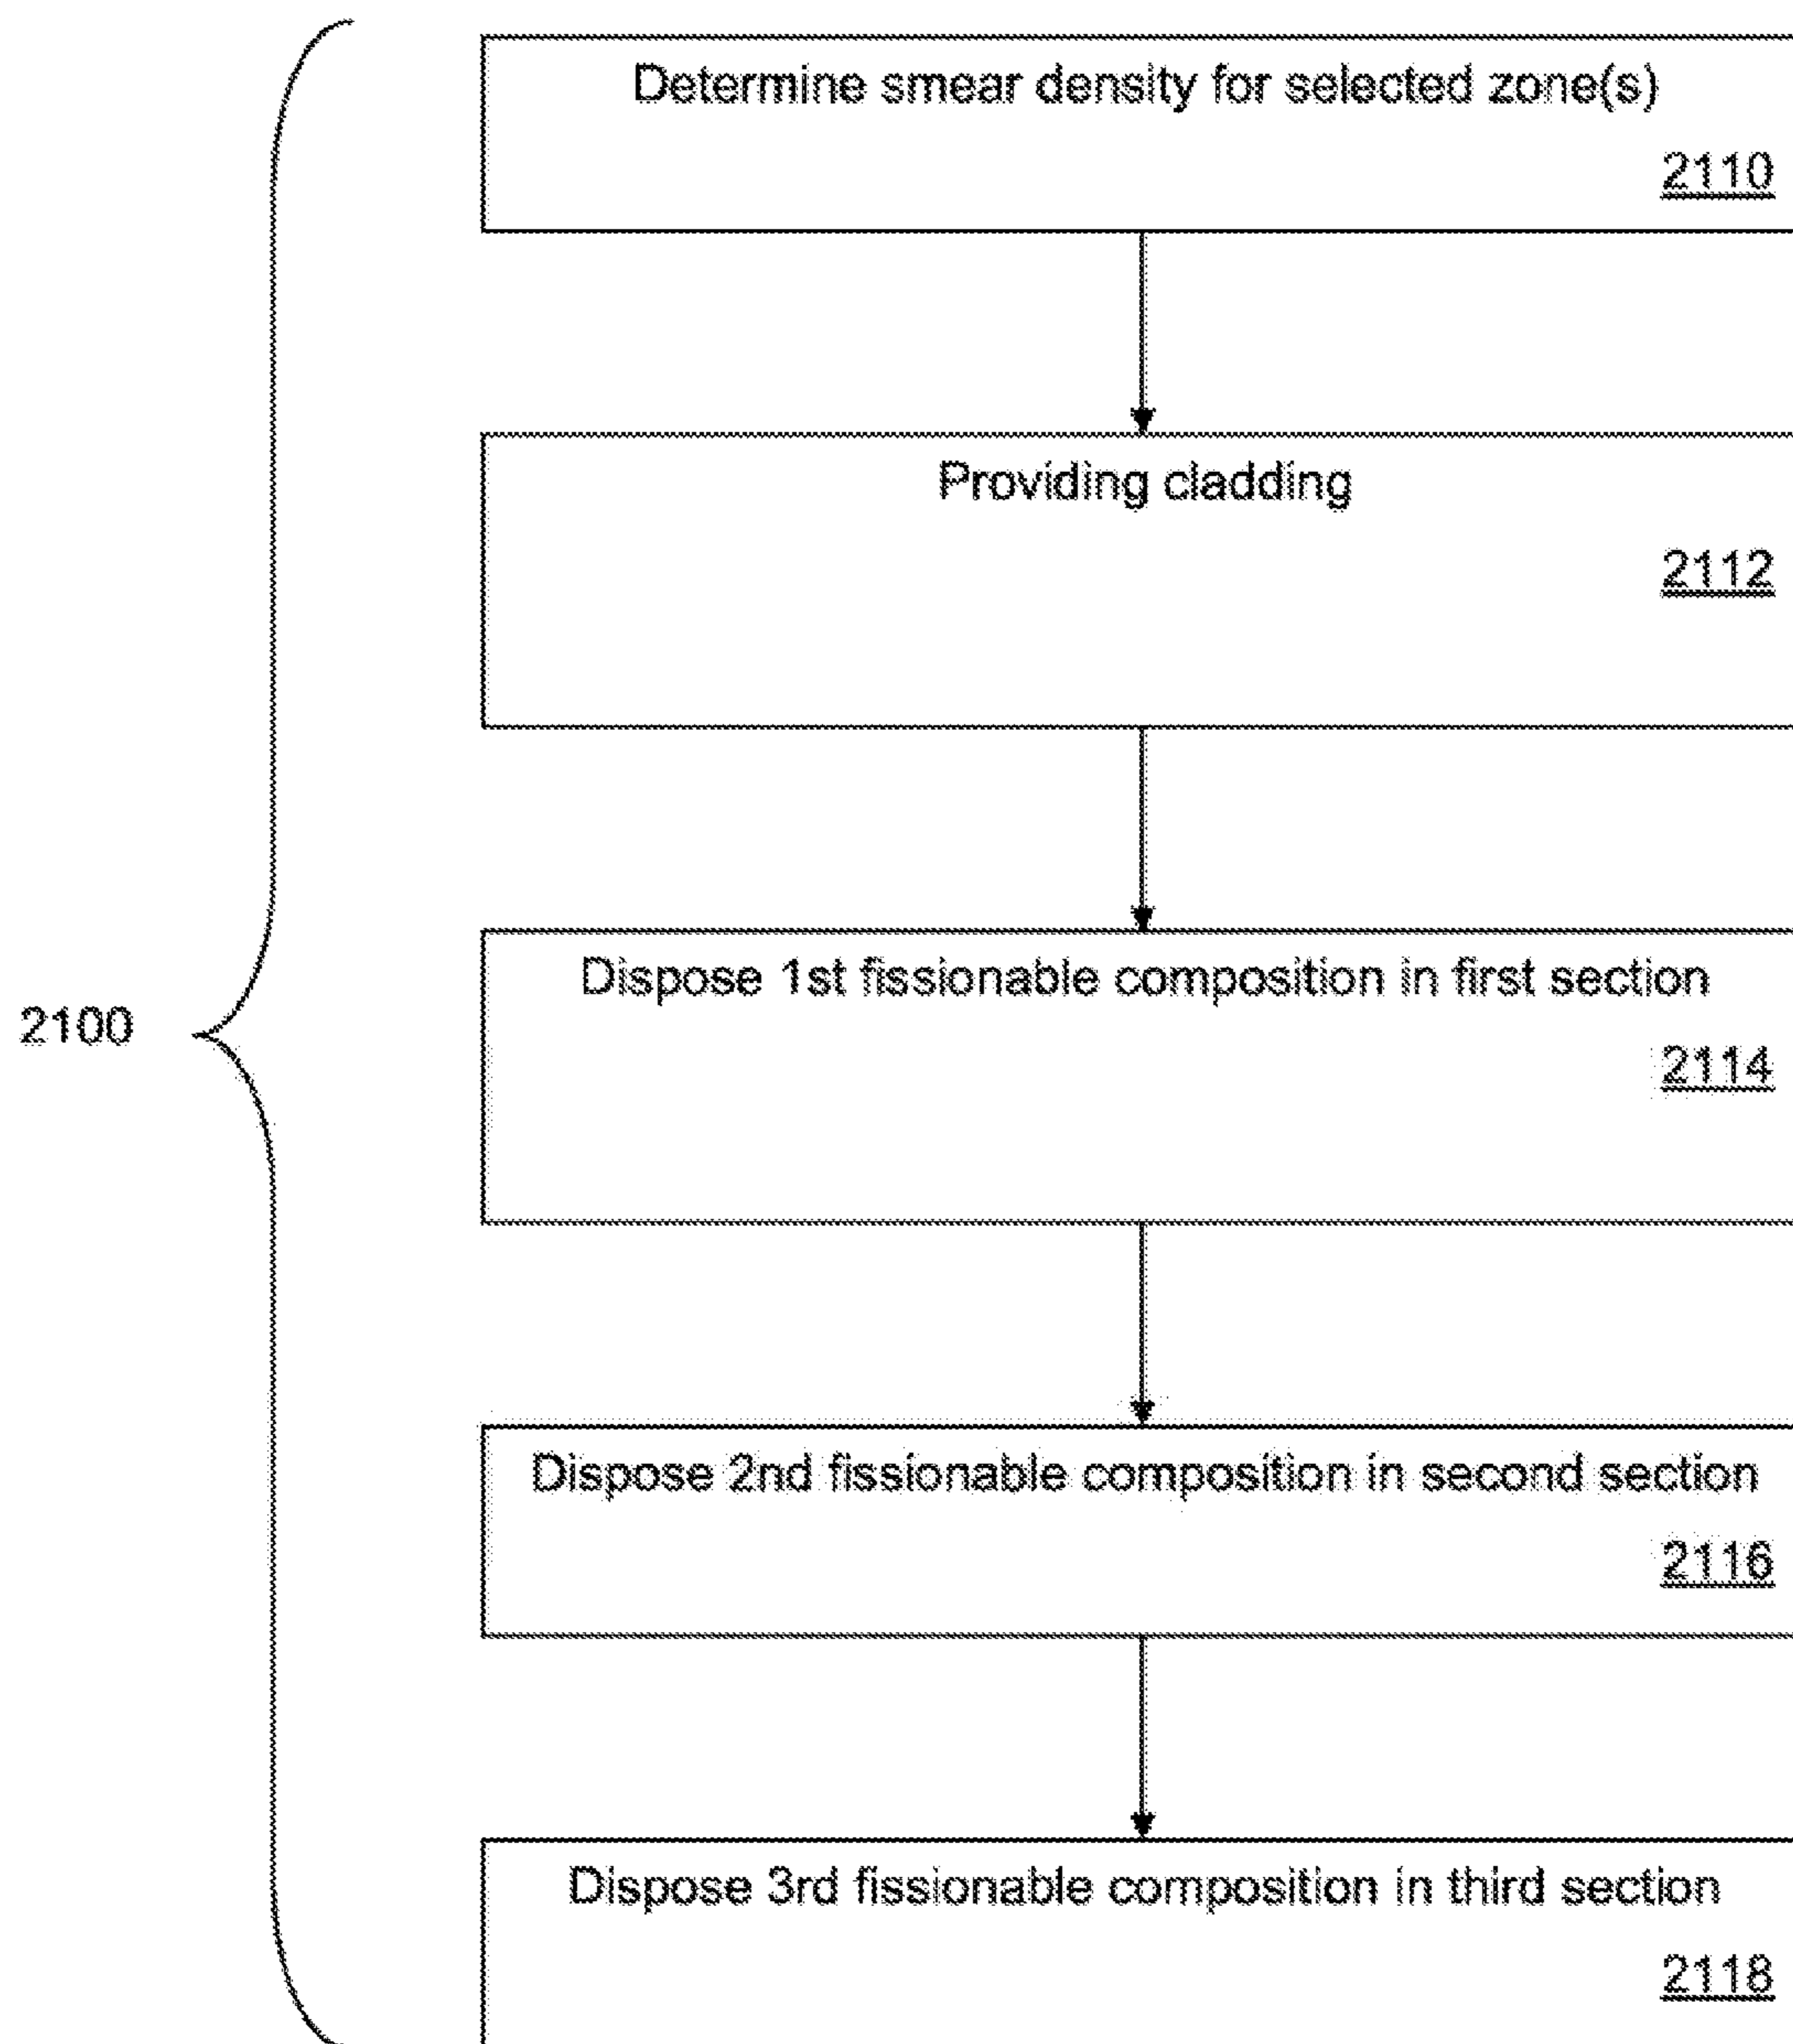 Determine smear density for selected zone(s)
2110
Providing cladding
2112
Dispose 1st fissionable composition in first section
2100
2114
Dispose 2nd fissionable composition in second section
2116
Dispose 3rd fissionable composition in third section
2118